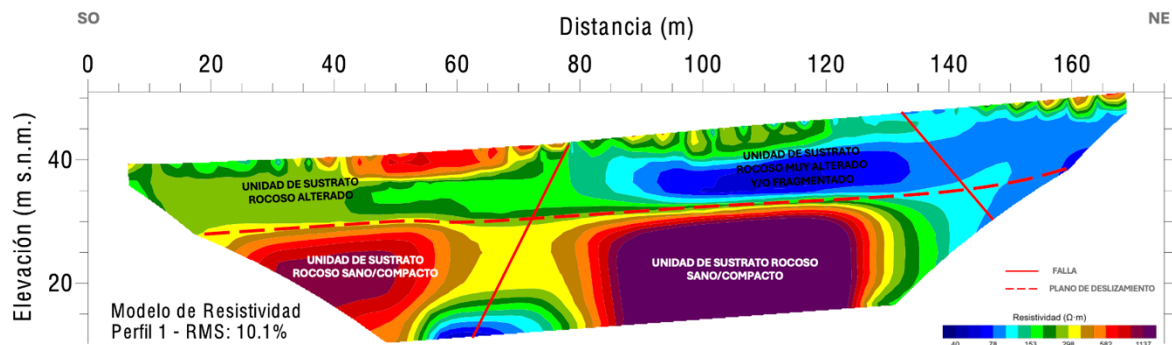 SO
NE
Distancia (m)
0 20 40 60 80 100 120 140 160
Elevación (m s.n.m.)
40
20
UNIDAD DE SUSTRATO
ROCOSO ALTERADO
UNIDAD DE SUSTRATO
ROCOSO MUY ALTERADO
Y/O FRAGMENTADO
UNIDAD DE SUSTRATO
ROCOSO SANO/COMPACTO
UNIDAD DE SUSTRATO ROCOSO
SANO/COMPACTO
FALLA
PLANO DE DESLIZAMIENTO
Modelo de Resistividad
Perfil 1 - RMS: 10.1%
Resistividad (Ω·m)
40 78 153 298 582 1137